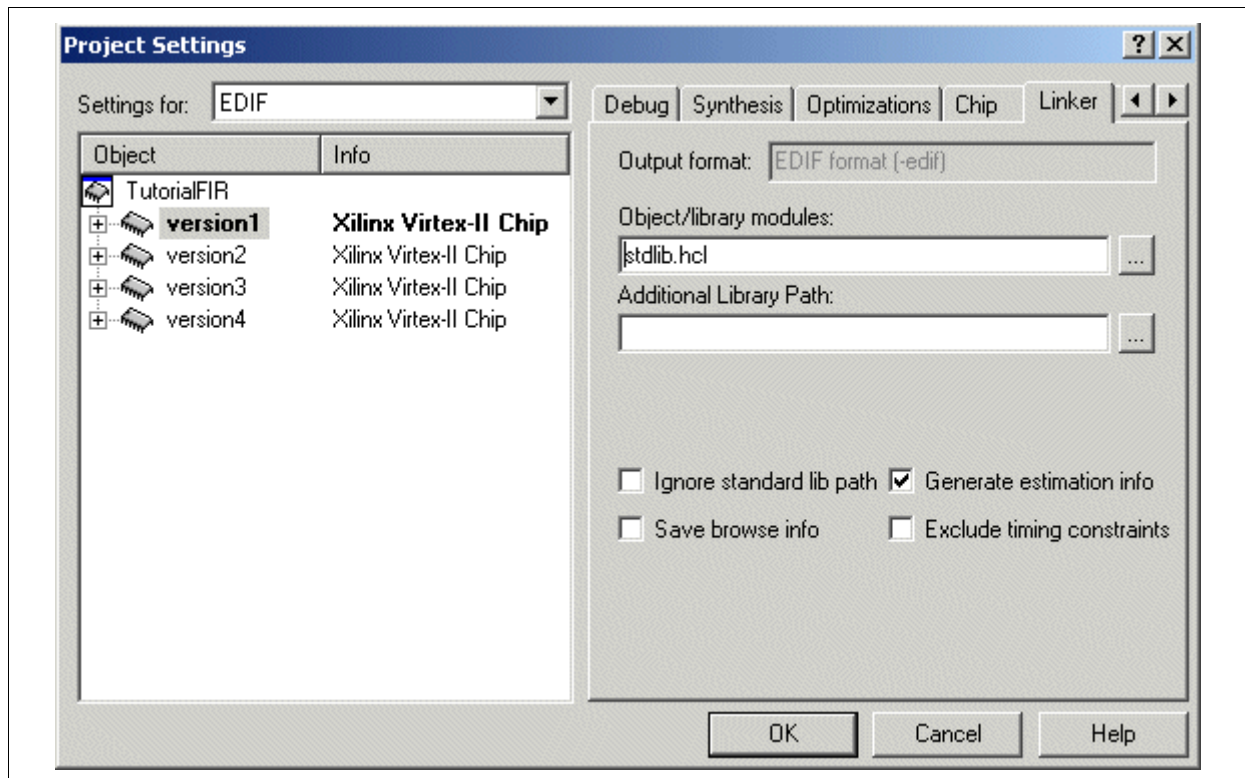 Project Settings
Settings for: EDIF
Object Info
TutorialFIR
version1 Xilinx Virtex-II Chip
version2 Xilinx Virtex-II Chip
version3 Xilinx Virtex-II Chip
version4 Xilinx Virtex-II Chip
Debug Synthesis Optimizations Chip Linker
Output format: EDIF format (-edif)
Object/library modules:
stdlib.hcl
...
Additional Library Path:
...
Ignore standard lib path Generate estimation info
Save browse info Exclude timing constraints
OK Cancel Help